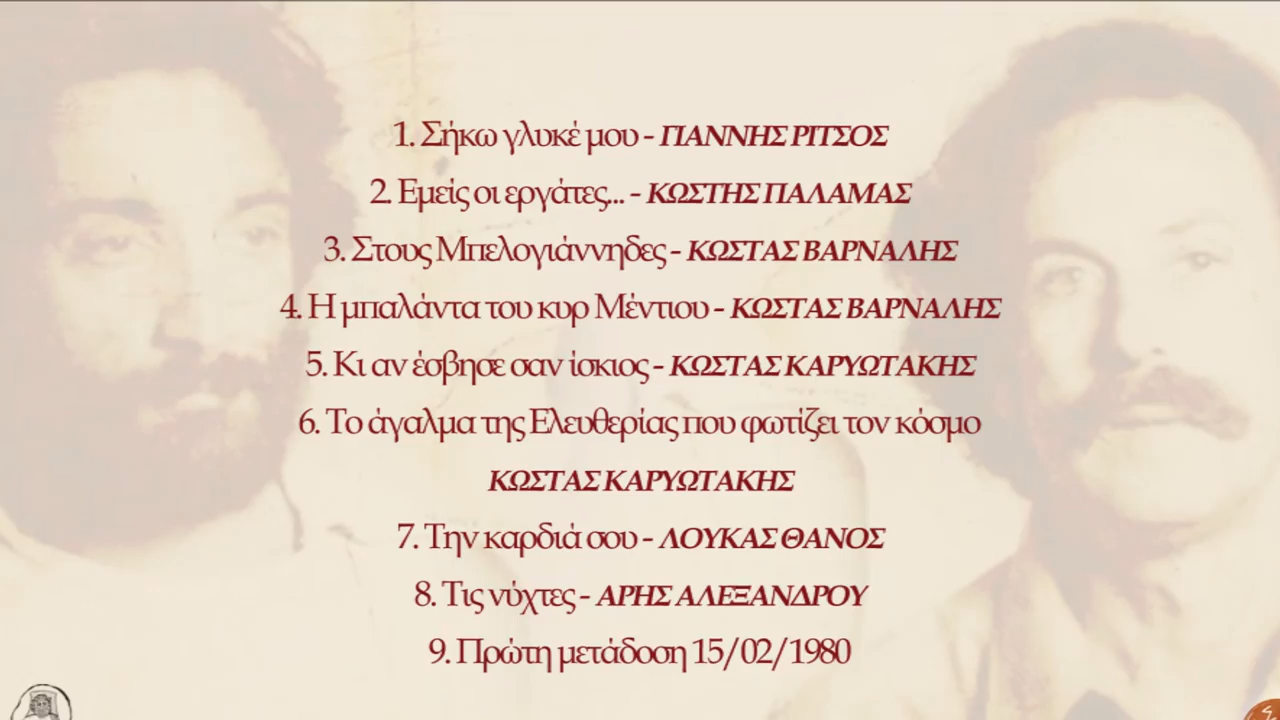 1. Σήκω γλυκέ μου - ΓΙΑΝΝΗΣ ΡΙΤΣΟΣ
2. Εμείς οι εργάτες... - ΚΩΣΤΗΣ ΠΑΛΑΜΑΣ
3. Στους Μπελογιάννηδες - ΚΩΣΤΑΣ ΒΑΡΝΑΛΗΣ
4. Η μπαλάντα του κυρ Μέντιου - ΚΩΣΤΑΣ ΒΑΡΝΑΛΗΣ
5. Κι αν έσβησε σαν ίσκιος - ΚΩΣΤΑΣ ΚΑΡΥΩΤΑΚΗΣ
6. Το άγαλμα της Ελευθερίας που φωτίζει τον κόσμο
ΚΩΣΤΑΣ ΚΑΡΥΩΤΑΚΗΣ
7. Την καρδιά σου - ΛΟΥΚΑΣ ΘΑΝΟΣ
8. Τις νύχτες - ΑΡΗΣ ΑΛΕΞΑΝΔΡΟΥ
9. Πρώτη μετάδοση 15/02/1980